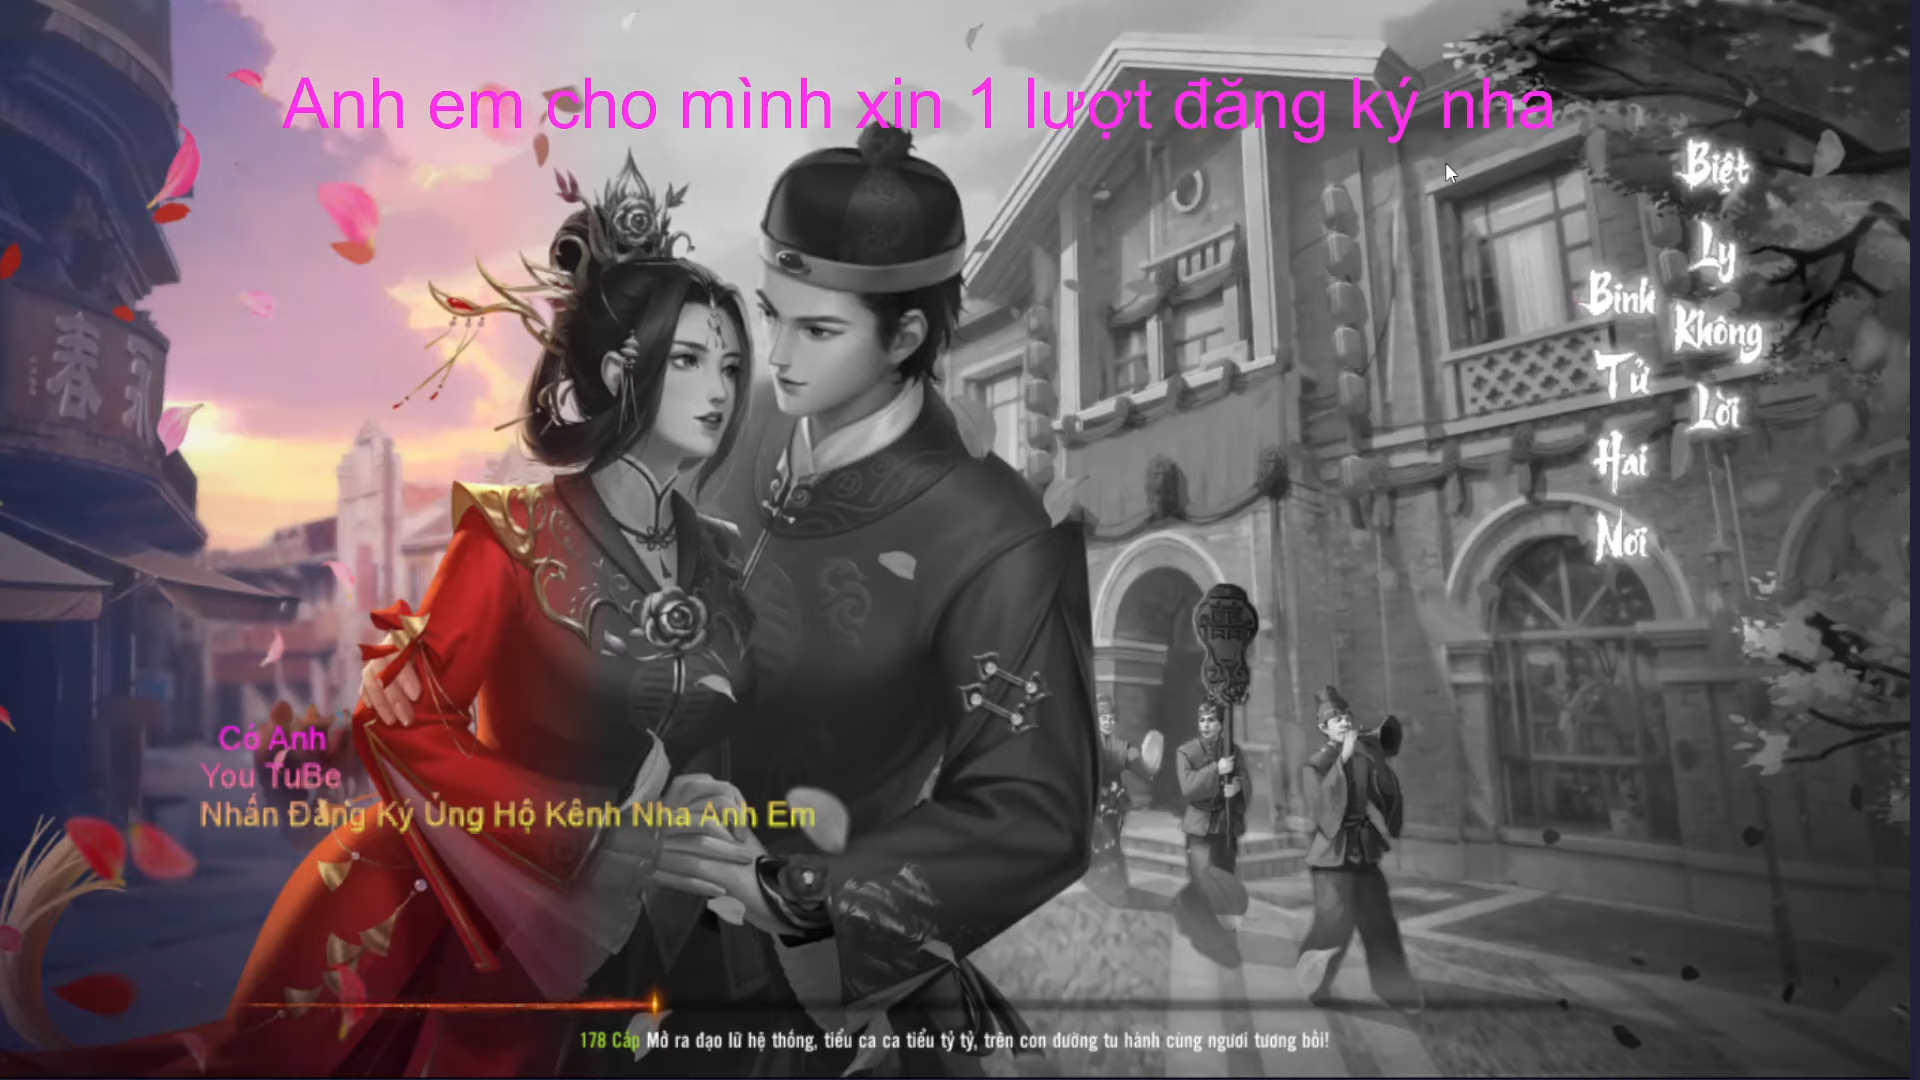 Anh em cho mình xin 1 lượt đăng ký nha
Biệt
Ly
Không
Lời
Binh
Tử
Hai
Nơi
春
Cỏ Anh
You TuBe
Nhấn Đăng Ký Ủng Hộ Kênh Nha Anh Em
178 Cấp Mở ra đạo lữ hệ thống, tiểu ca ca tiểu tỷ tỷ, trên con đường tu hành cùng ngươi tương bồi!